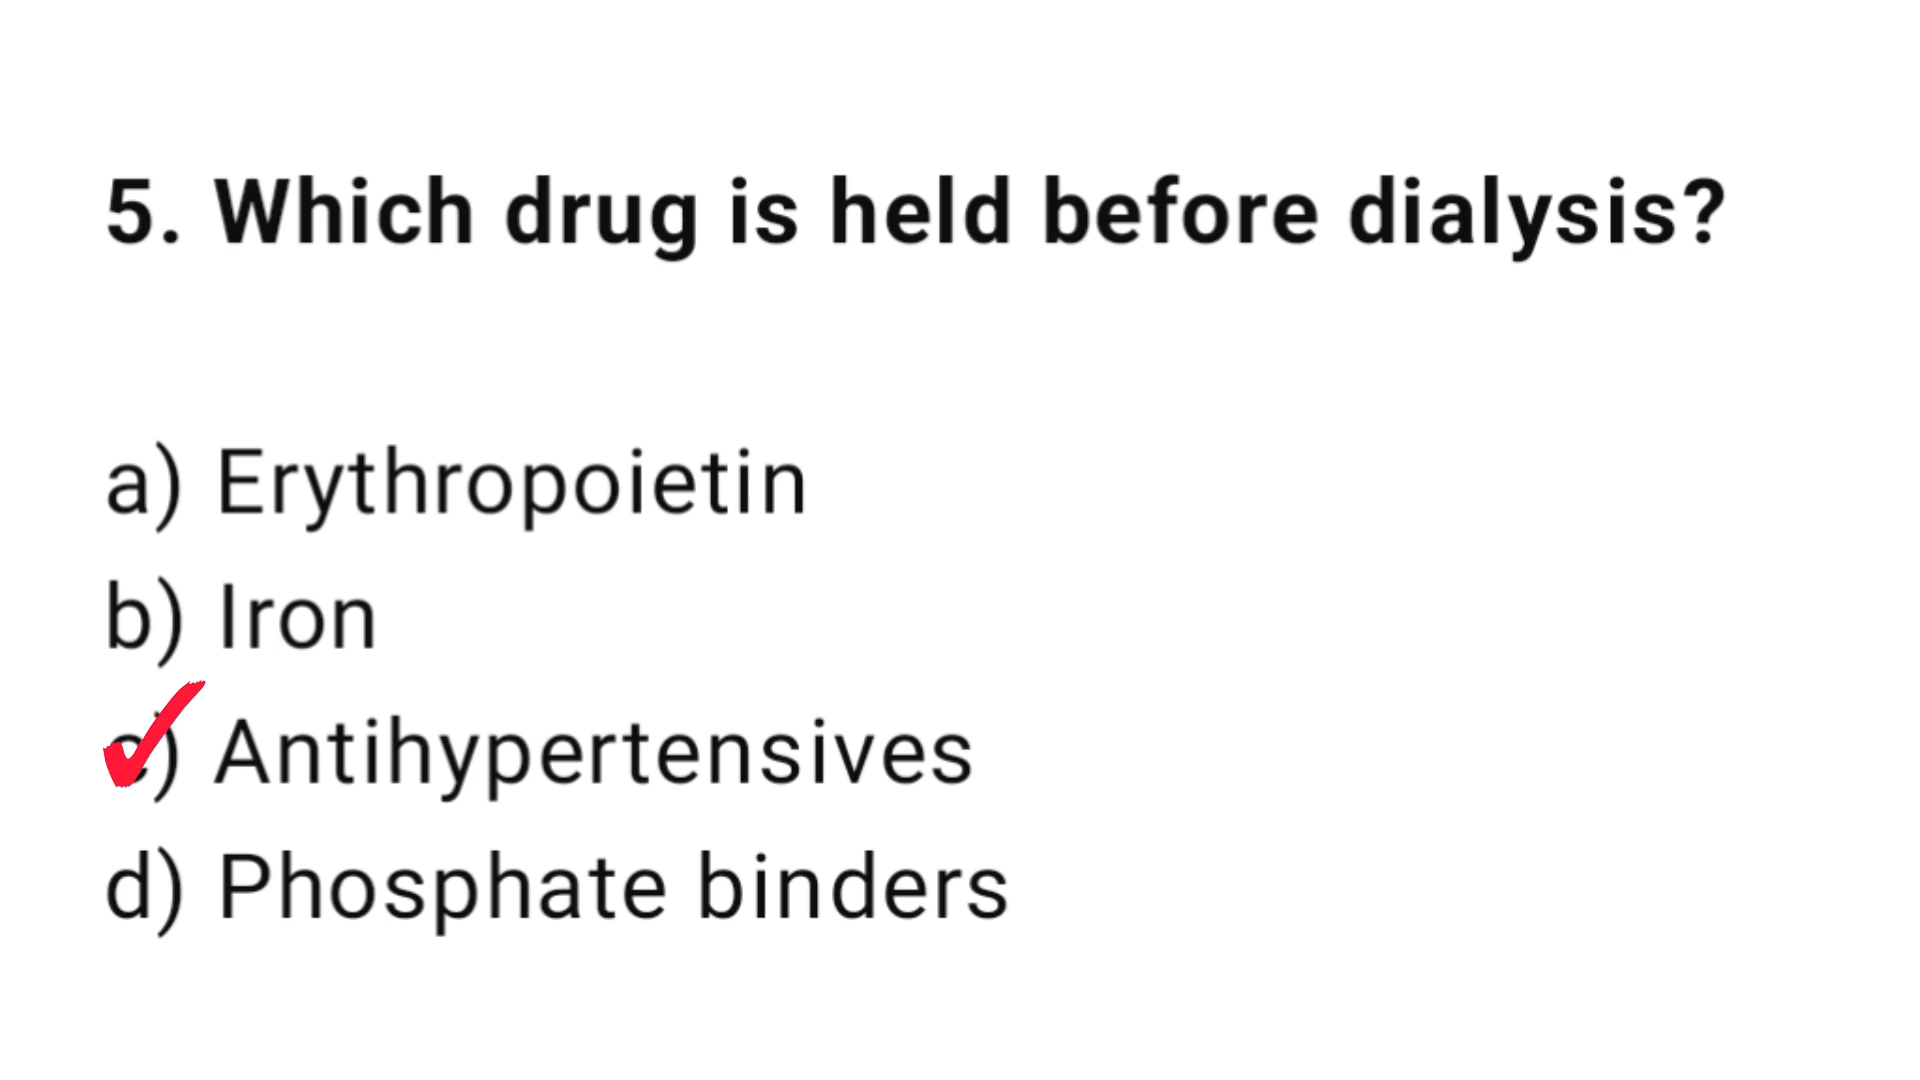 5. Which drug is held before dialysis?
a) Erythropoietin
b) Iron
c) Antihypertensives
d) Phosphate binders